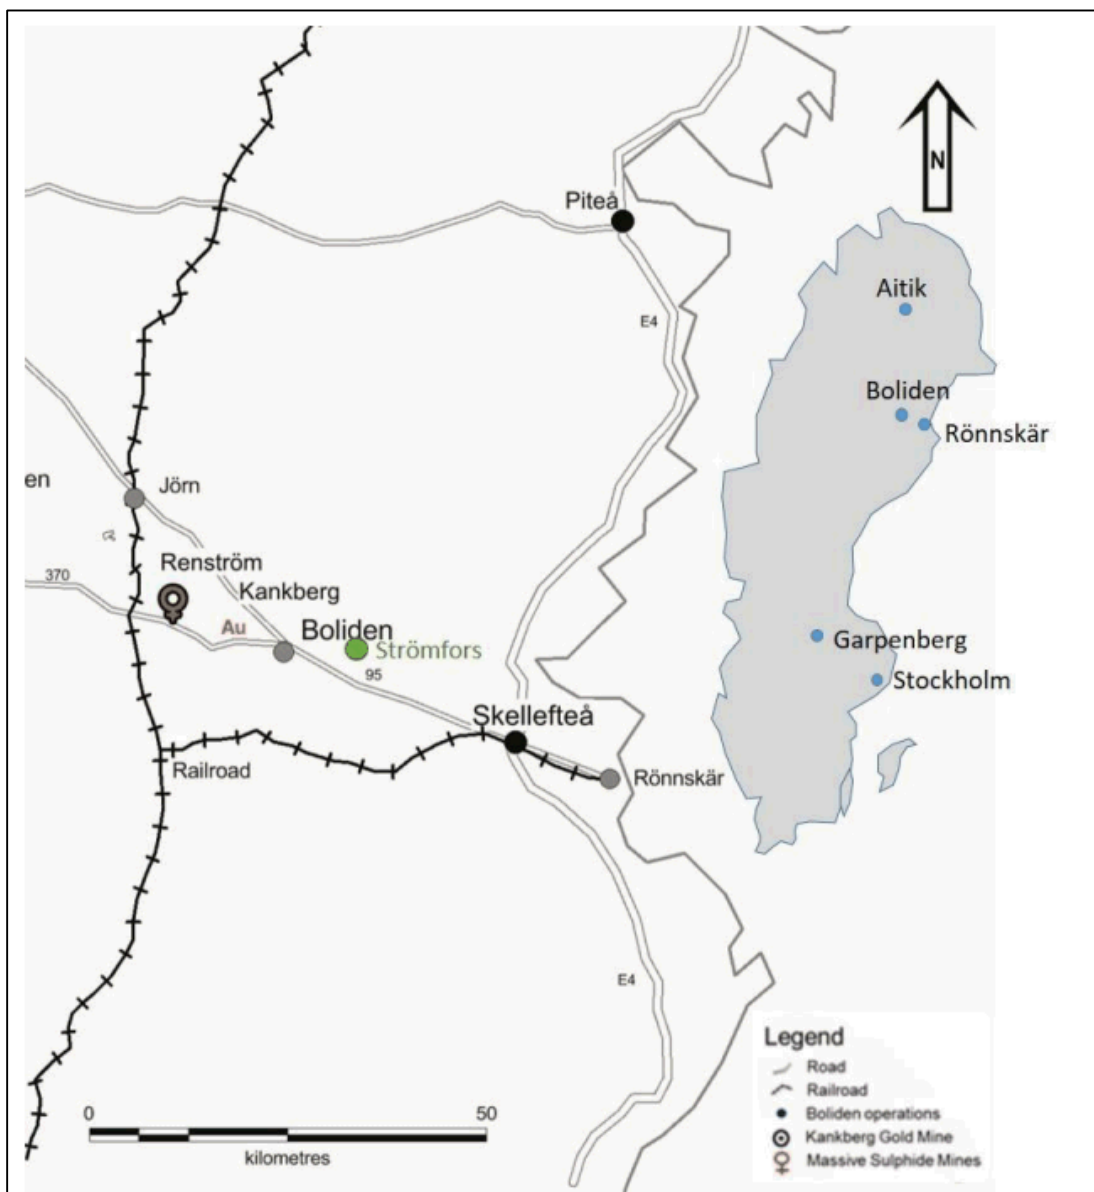 N
Piteå
E4
Aitik
Boliden
Rönnskär
en
Jörn
Renström
370
Kankberg
Au
Boliden
Strömfors
95
Garpenberg
Stockholm
Skellefteå
Railroad
Rönnskär
E4
0 50
kilometres
Legend
Road
Railroad
Boliden operations
Kankberg Gold Mine
Massive Sulphide Mines